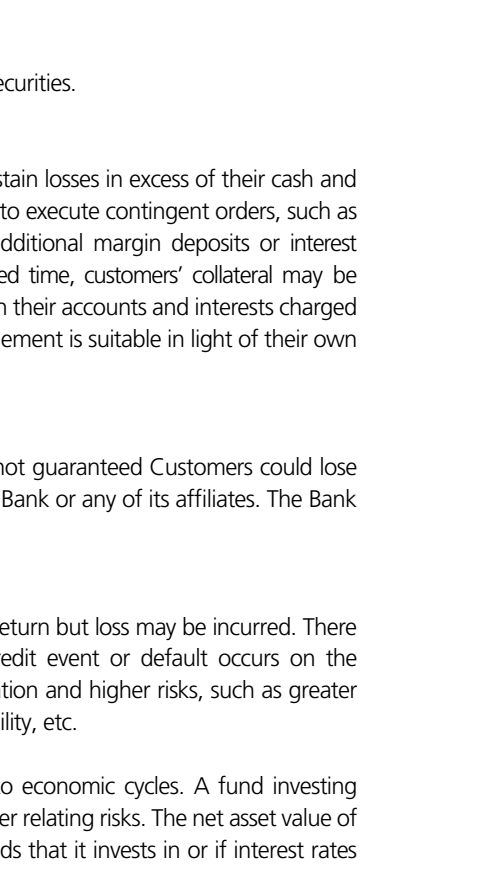 ecurities.
stain losses in excess of their cash and
to execute contingent orders, such as
dditional margin deposits or interest
ed time, customers’ collateral may be
n their accounts and interests charged
ement is suitable in light of their own
not guaranteed Customers could lose
Bank or any of its affiliates. The Bank
eturn but loss may be incurred. There
redit event or default occurs on the
ation and higher risks, such as greater
ility, etc.
to economic cycles. A fund investing
er relating risks. The net asset value of
ds that it invests in or if interest rates